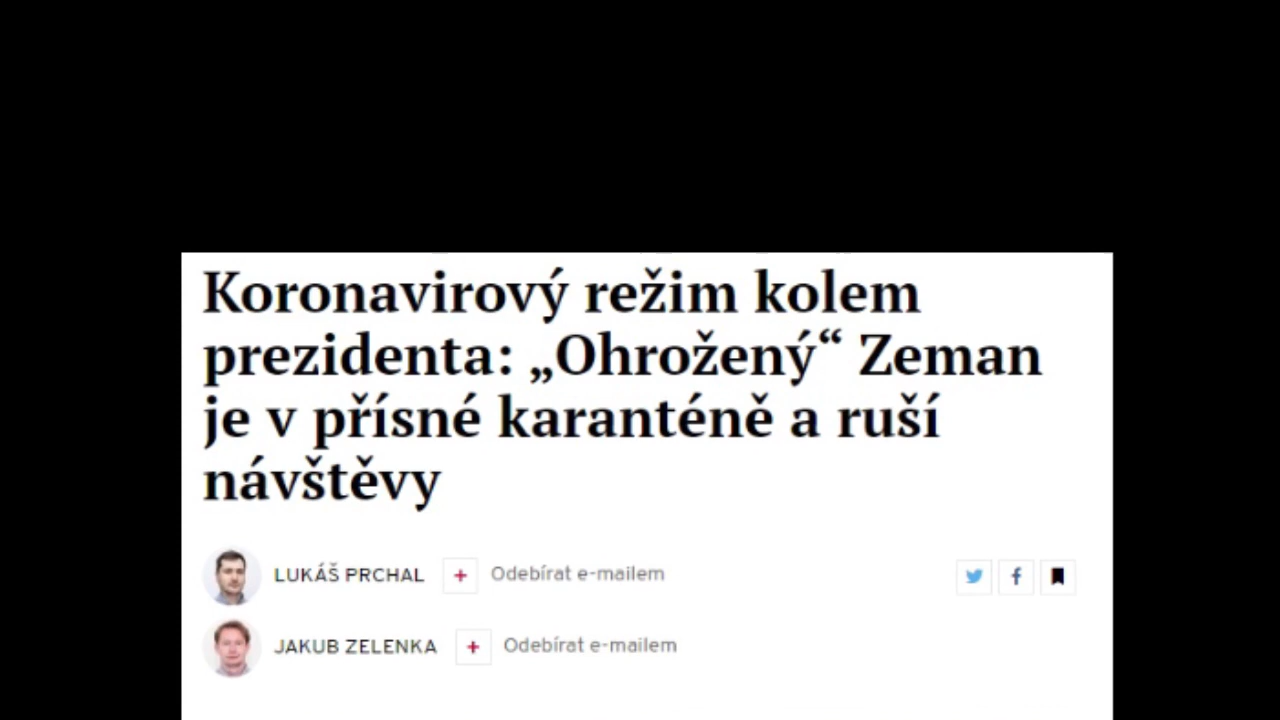 Koronavirový režim kolem
prezidenta: „Ohrožený“ Zeman
je v přísné karanténě a ruší
návštěvy
LUKÁŠ PRCHAL + Odebírat e-mailem
JAKUB ZELENKA + Odebírat e-mailem